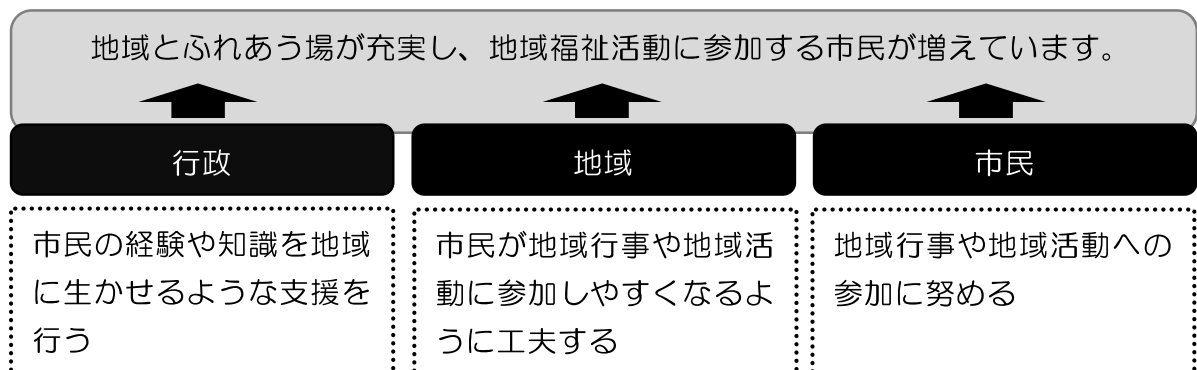 地域とふれあう場が充実し、地域福祉活動に参加する市民が増えています。
行政
市民の経験や知識を地域
に生かせるような支援を
行う
地域
市民が地域行事や地域活
動に参加しやすくなるよ
うに工夫する
市民
地域行事や地域活動への
参加に努める